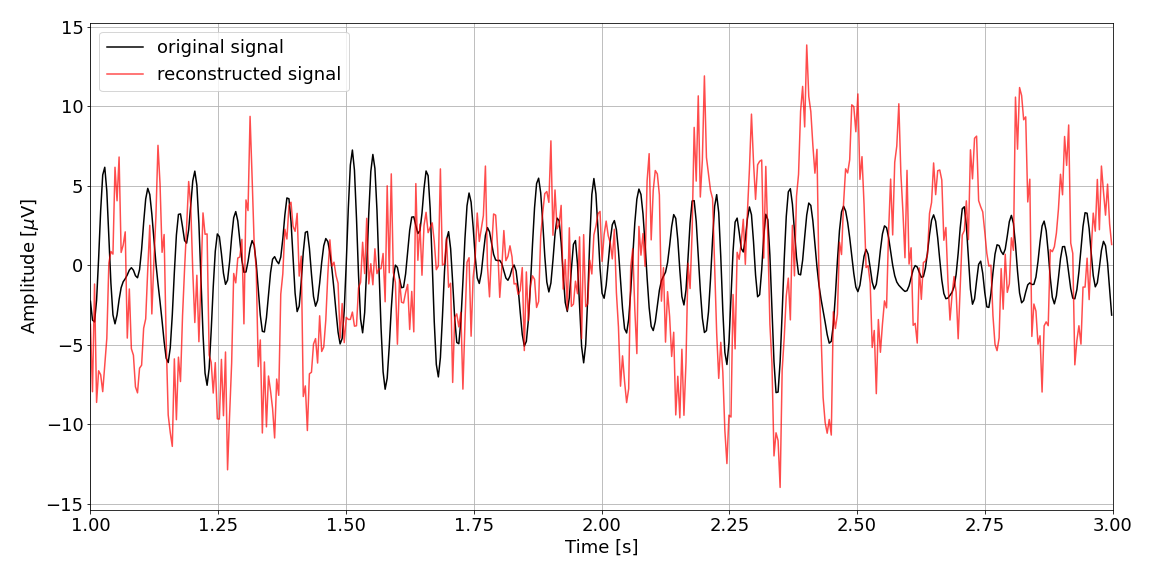 original signal
reconstructed signal
Amplitude [μV]
15
10
5
0
−5
−10
−15
1.00 1.25 1.50 1.75 2.00 2.25 2.50 2.75 3.00
Time [s]